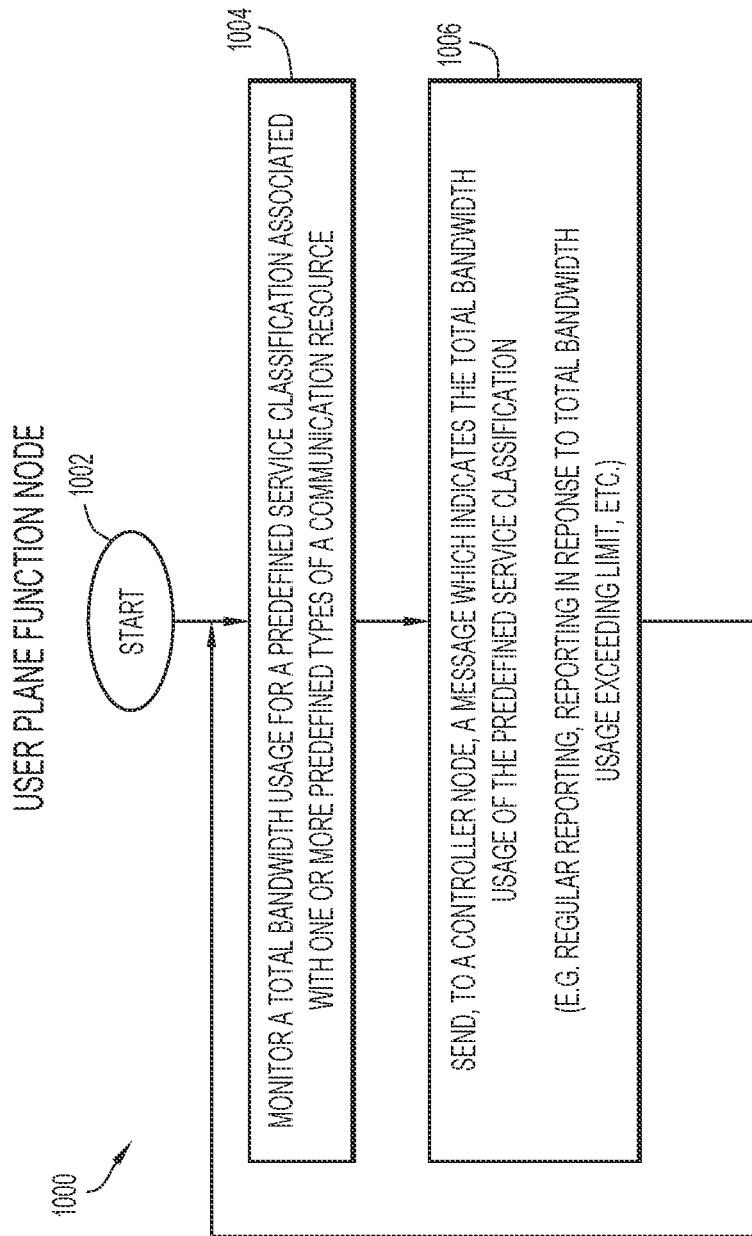 USER PLANE FUNCTION NODE
1000
1002
START
1004
MONITOR A TOTAL BANDWIDTH USAGE FOR A PREDEFINED SERVICE CLASSIFICATION ASSOCIATED
WITH ONE OR MORE PREDEFINED TYPES OF A COMMUNICATION RESOURCE
1006
SEND, TO A CONTROLLER NODE, A MESSAGE WHICH INDICATES THE TOTAL BANDWIDTH
USAGE OF THE PREDEFINED SERVICE CLASSIFICATION
(E.G. REGULAR REPORTING, REPORTING IN REPONSE TO TOTAL BANDWIDTH
USAGE EXCEEDING LIMIT, ETC.)